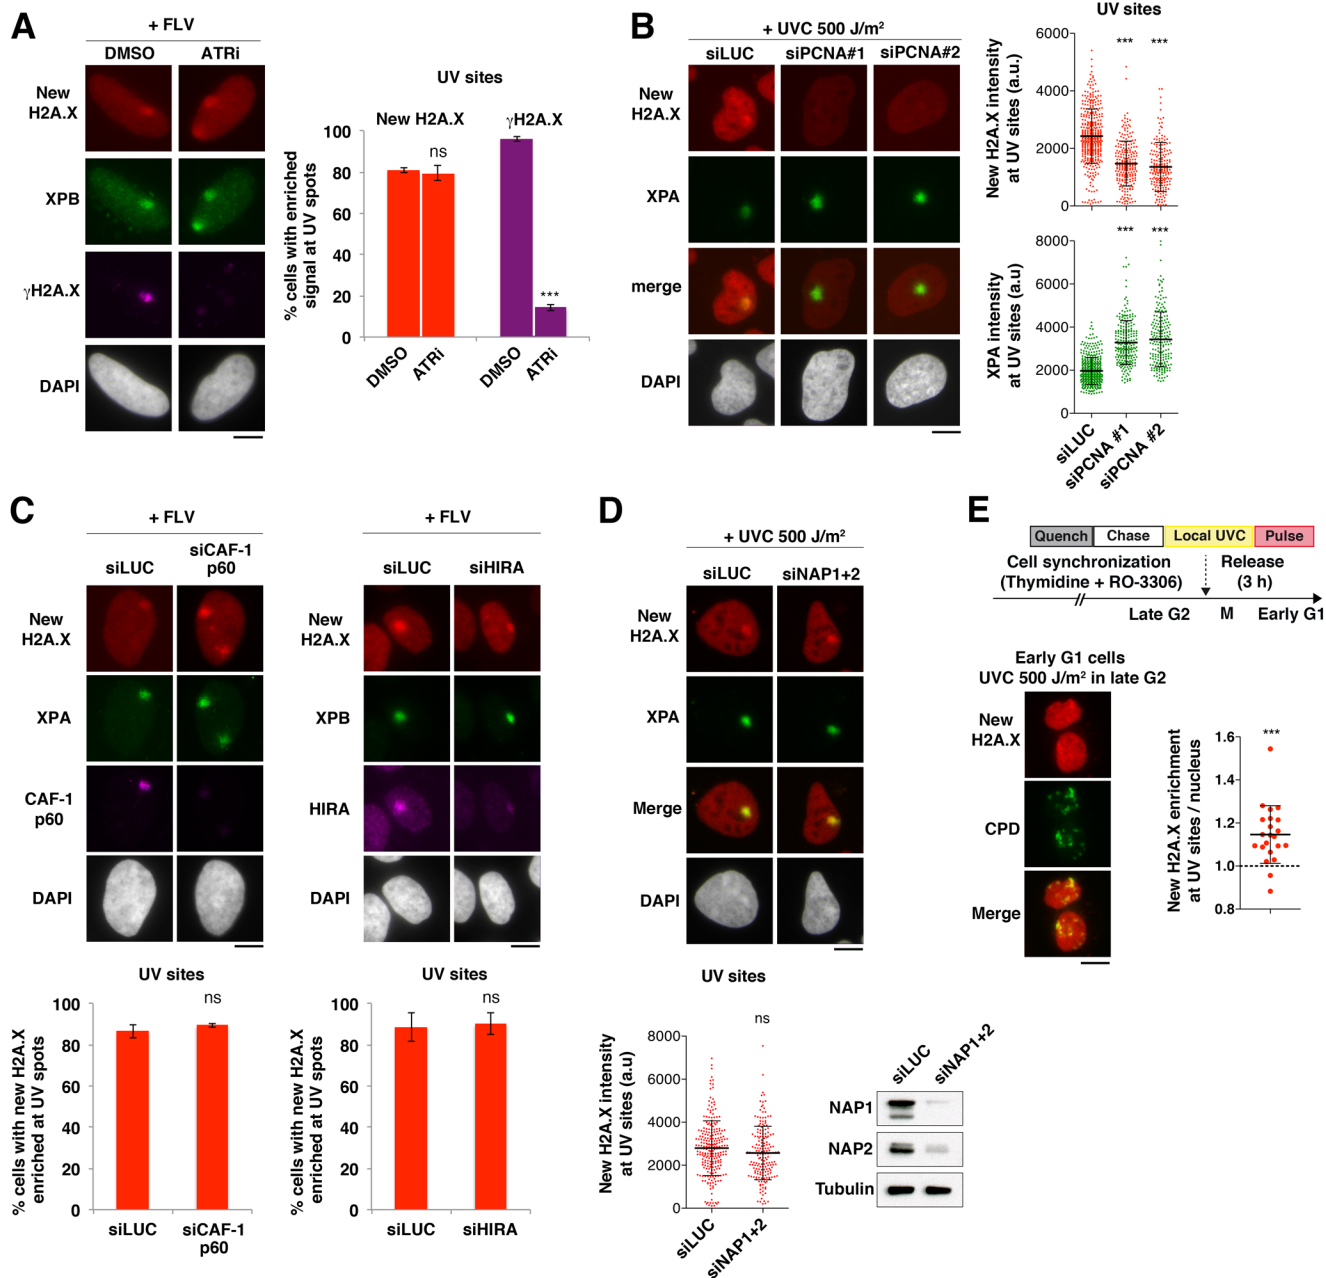 A
+ FLV
DMSO
ATRi
New
H2A.X
XPB
γH2A.X
DAPI
UV sites
New H2A.X
γH2A.X
% cells with enriched
signal at UV spots
100
80
60
40
20
0
ns
***
DMSO
ATRi
DMSO
ATRi
B
+ UVC 500 J/m²
siLUC
siPCNA#1
siPCNA#2
New
H2A.X
XPA
merge
DAPI
UV sites
New H2A.X intensity
at UV sites (a.u.)
6000
4000
2000
0
***
***
XPA intensity
at UV sites (a.u)
8000
6000
4000
2000
0
***
***
siLUC
siPCNA #1
siPCNA #2
C
+ FLV
siLUC
siCAF-1
p60
New
H2A.X
XPA
CAF-1
p60
DAPI
UV sites
% cells with new H2A.X
enriched at UV spots
100
80
60
40
20
0
ns
siLUC
siCAF-1
p60
+ FLV
siLUC
siHIRA
New
H2A.X
XPB
HIRA
DAPI
UV sites
% cells with new H2A.X
enriched at UV spots
100
80
60
40
20
0
ns
siLUC
siHIRA
D
+ UVC 500 J/m²
siLUC
siNAP1+2
New
H2A.X
XPA
Merge
DAPI
UV sites
New H2A.X intensity
at UV sites (a.u)
8000
6000
4000
2000
0
ns
siLUC
siNAP1+2
siLUC
siNAP1+2
NAP1
NAP2
Tubulin
E
Quench
Chase
Local UVC
Pulse
Cell synchronization
(Thymidine + RO-3306)
Release
(3 h)
//
Late G2
M
Early G1
Early G1 cells
UVC 500 J/m² in late G2
New
H2A.X
CPD
Merge
New H2A.X enrichment
at UV sites / nucleus
1.6
1.4
1.2
1.0
0.8
***